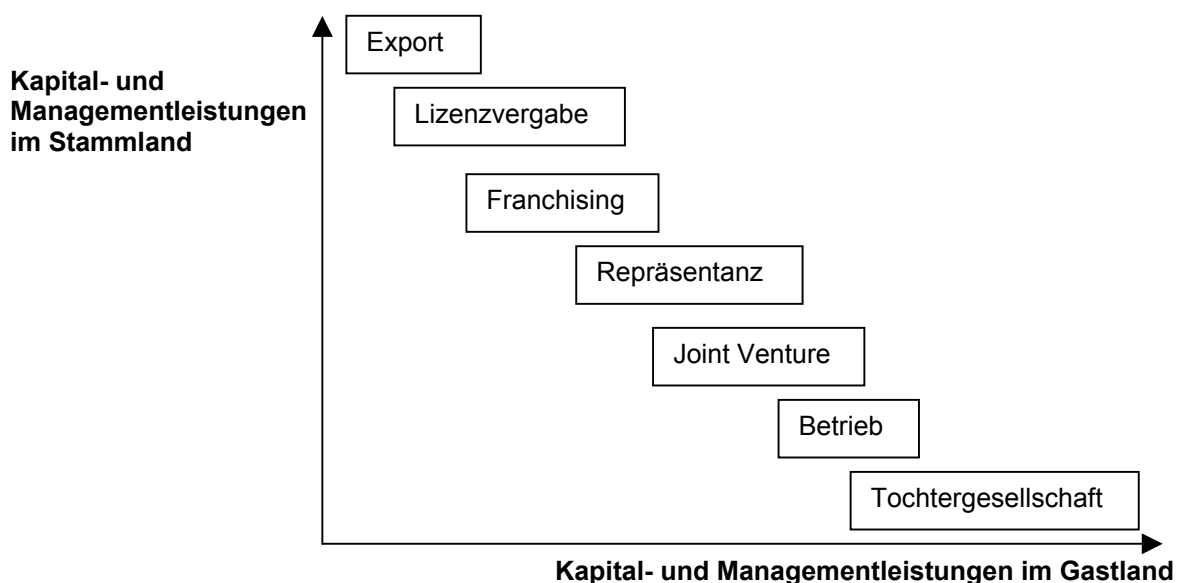 Export
Kapital- und
Managementleistungen
im Stammland
Lizenzvergabe
Franchising
Repräsentanz
Joint Venture
Betrieb
Tochtergesellschaft
Kapital- und Managementleistungen im Gastland